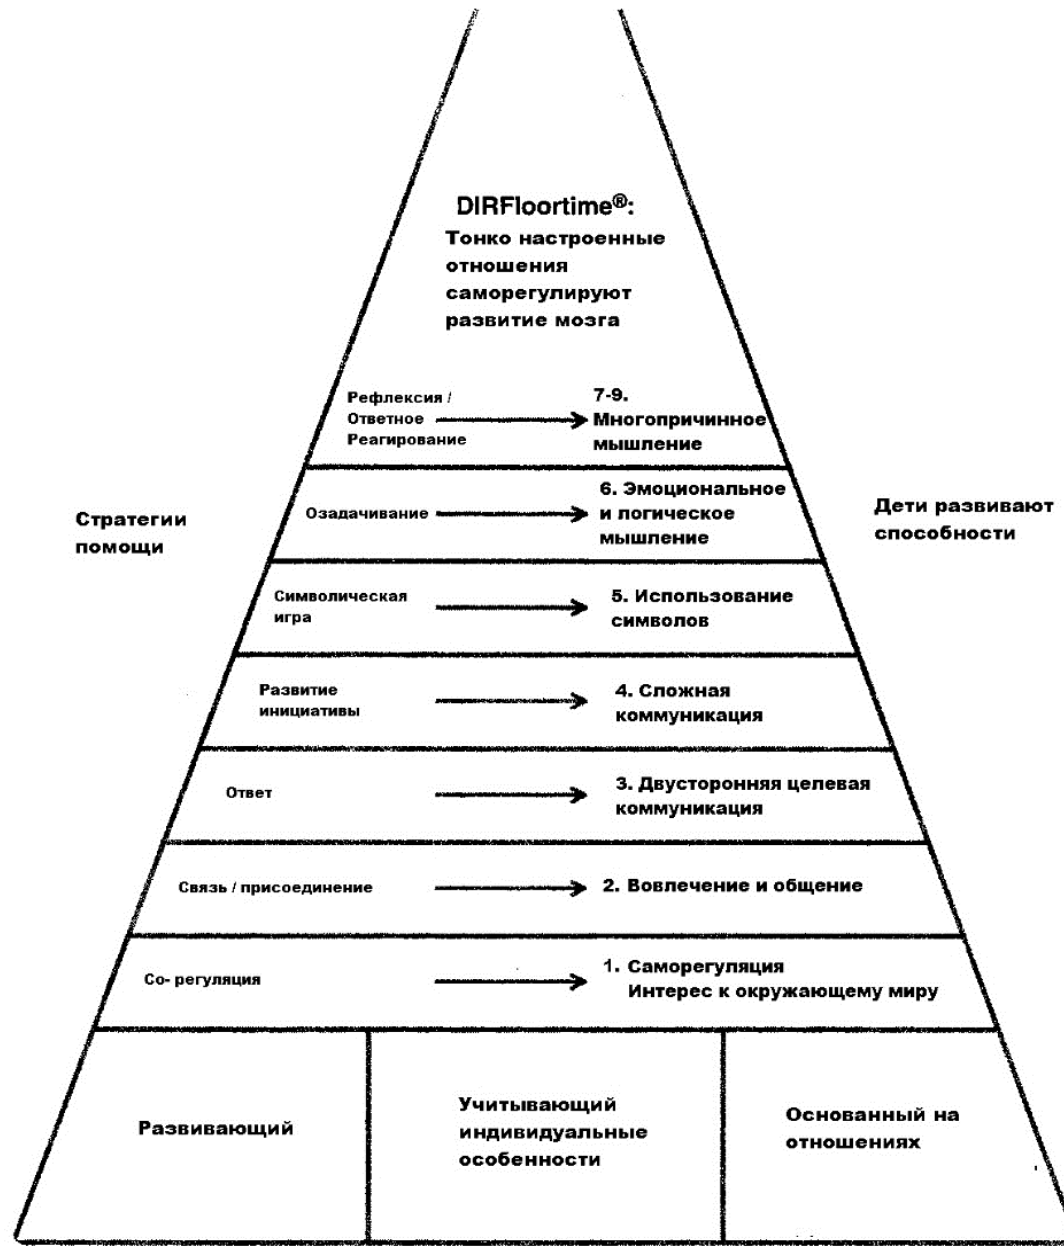 DIRFloortime®:
Тонко настроенные
отношения
саморегулируют
развитие мозга
Рефлексия /
Ответное
Реагирование
7-9.
Многопричинное
мышление
Стратегии
помощи
Озадачивание
6. Эмоциональное
и логическое
мышление
Дети развивают
способности
Символическая
игра
5. Использование
символов
Развитие
инициативы
4. Сложная
коммуникация
Ответ
3. Двусторонняя целевая
коммуникация
Связь / присоединение
2. Вовлечение и общение
Со- регуляция
1. Саморегуляция
Интерес к окружающему миру
Развивающий
Учитывающий
индивидуальные
особенности
Основанный на
отношениях